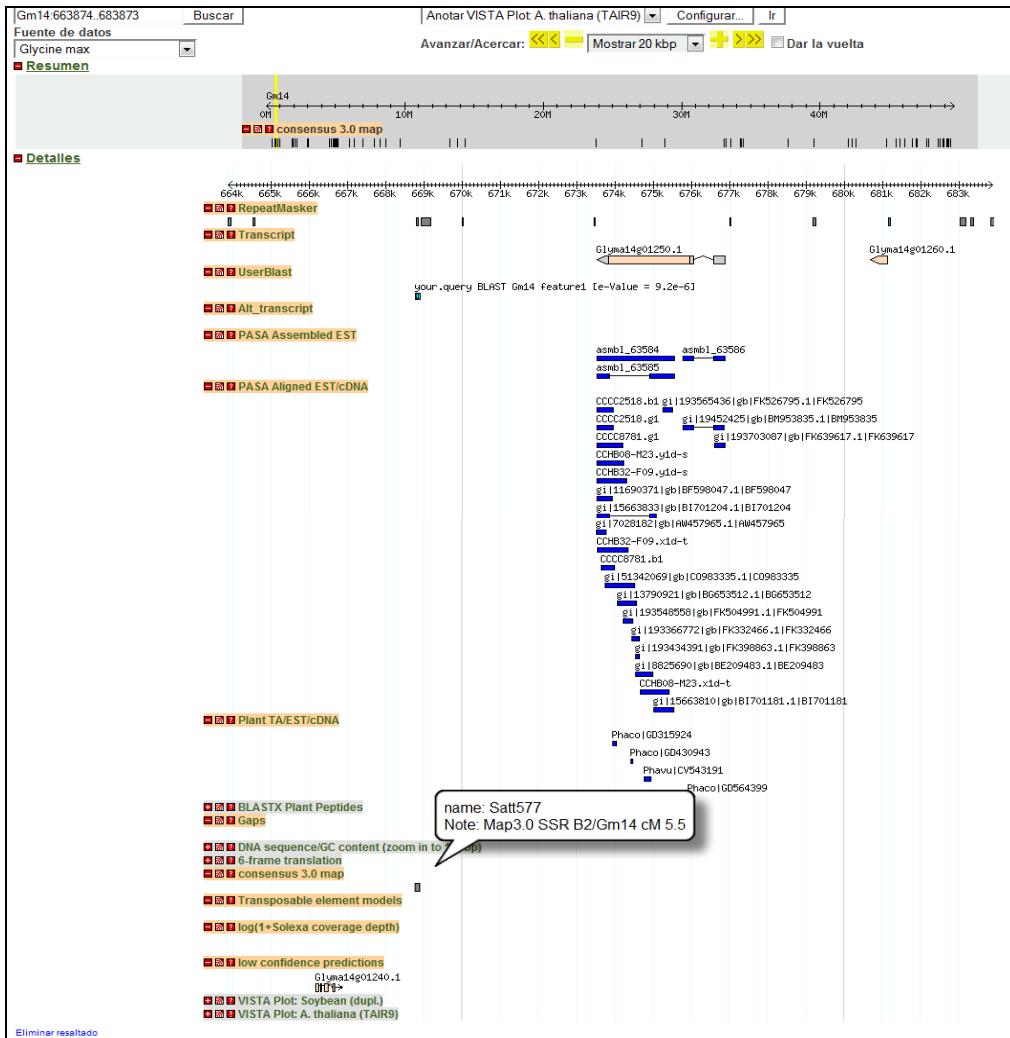 Gm14:663874..683873 Buscar Anotar VISTA Plot: A. thaliana (TAIR9) Configurar... Ir
Fuente de datos
Glycine max Avanzar/Acercar: Mostrar 20 kbp Dar la vuelta
Resumen
Gm14
0M 10M 20M 30M 40M
consensus 3.0 map
Detalles
664k 665k 666k 667k 668k 669k 670k 671k 672k 673k 674k 675k 676k 677k 678k 679k 680k 681k 682k 683k
RepeatMasker
Transcript
Glyma14g01250.1 Glyma14g01260.1
UserBlast
your.query BLAST Gm14 feature1 [e-Value = 9.2e-6]
Alt_transcript
PASA Assembled EST
asmbl_63584 asmbl_63586
asmbl_63585
PASA Aligned EST/cDNA
CCCC2518.b1 gi|193565436|gb|FK526795.1|FK526795
CCCC2518.g1 gi|19452425|gb|BM953835.1|BM953835
CCCC8781.g1 gi|193703087|gb|FK639617.1|FK639617
CCHB08-M23.y1d-s
CCHB32-F09.y1d-s
gi|11690371|gb|BF598047.1|BF598047
gi|15663833|gb|BI701204.1|BI701204
gi|7028182|gb|AW457965.1|AW457965
CCHB32-F09.x1d-t
CCCC8781.b1
gi|51342069|gb|CO983335.1|CO983335
gi|13790921|gb|BG653512.1|BG653512
gi|193548558|gb|FK504991.1|FK504991
gi|193366772|gb|FK332466.1|FK332466
gi|193434391|gb|FK398863.1|FK398863
gi|8825690|gb|BE209483.1|BE209483
CCHB08-M23.x1d-t
gi|15663810|gb|BI701181.1|BI701181
Plant TA/EST/cDNA
Phaco|GD315924
Phaco|GD430943
Phavu|CV543191
Phaco|GD564399
BLASTX Plant Peptides
name: Satt577
Note: Map3.0 SSR B2/Gm14 cM 5.5
Gaps
DNA sequence/GC content (zoom in to
6-frame translation
consensus 3.0 map
Transposable element models
log(1+Solexa coverage depth)
low confidence predictions
Glyma14g01240.1
VISTA Plot: Soybean (dupl.)
VISTA Plot: A. thaliana (TAIR9)
Eliminar resaltado